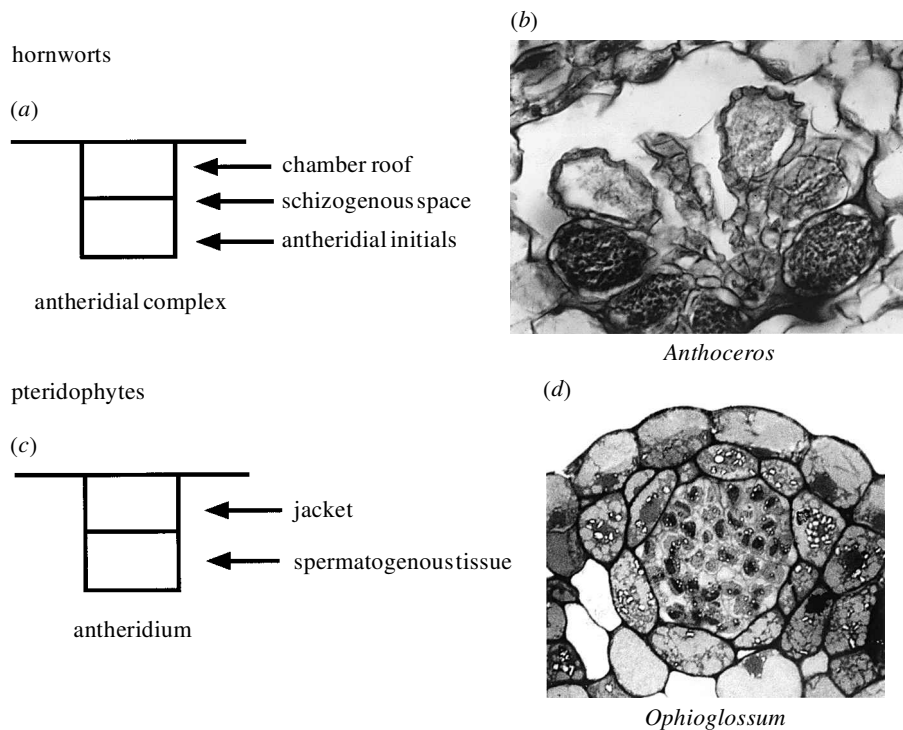 hornworts
(a)
chamber roof
schizogenous space
antheridial initials
antheridial complex
(b)
Anthoceros
pteridophytes
(c)
jacket
spermatogenous tissue
antheridium
(d)
Ophioglossum